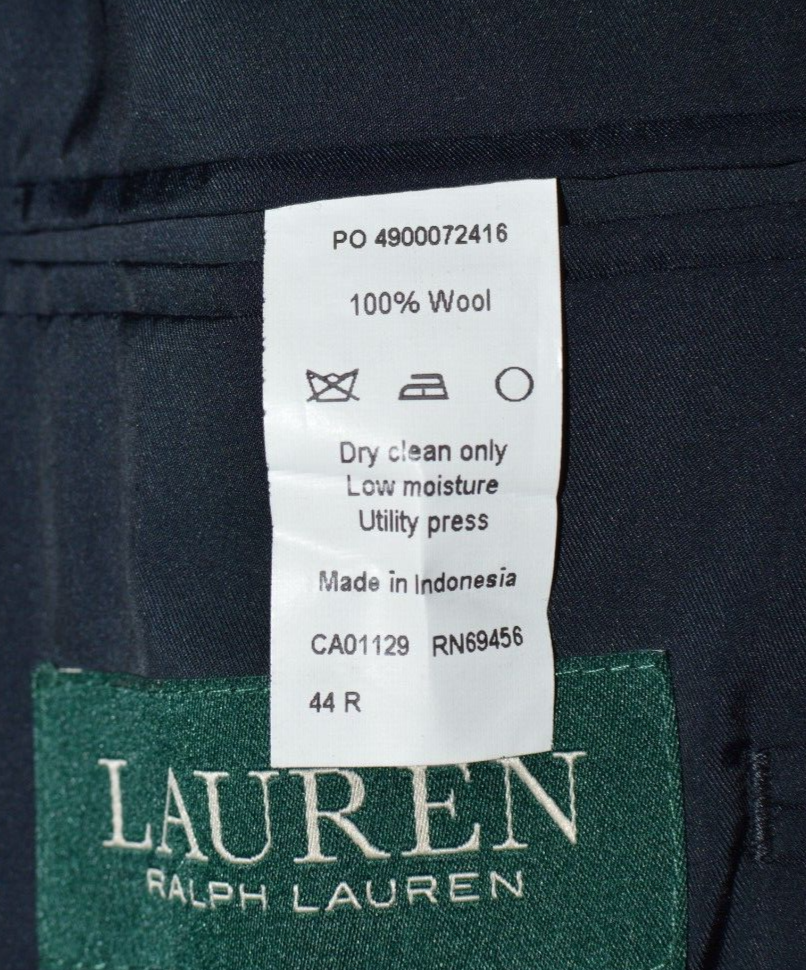 PO 4900072416
100% Wool
Dry clean only
Low moisture
Utility press
Made in Indonesia
CA01129 RN69456
44 R
LAUREN
RALPH LAUREN